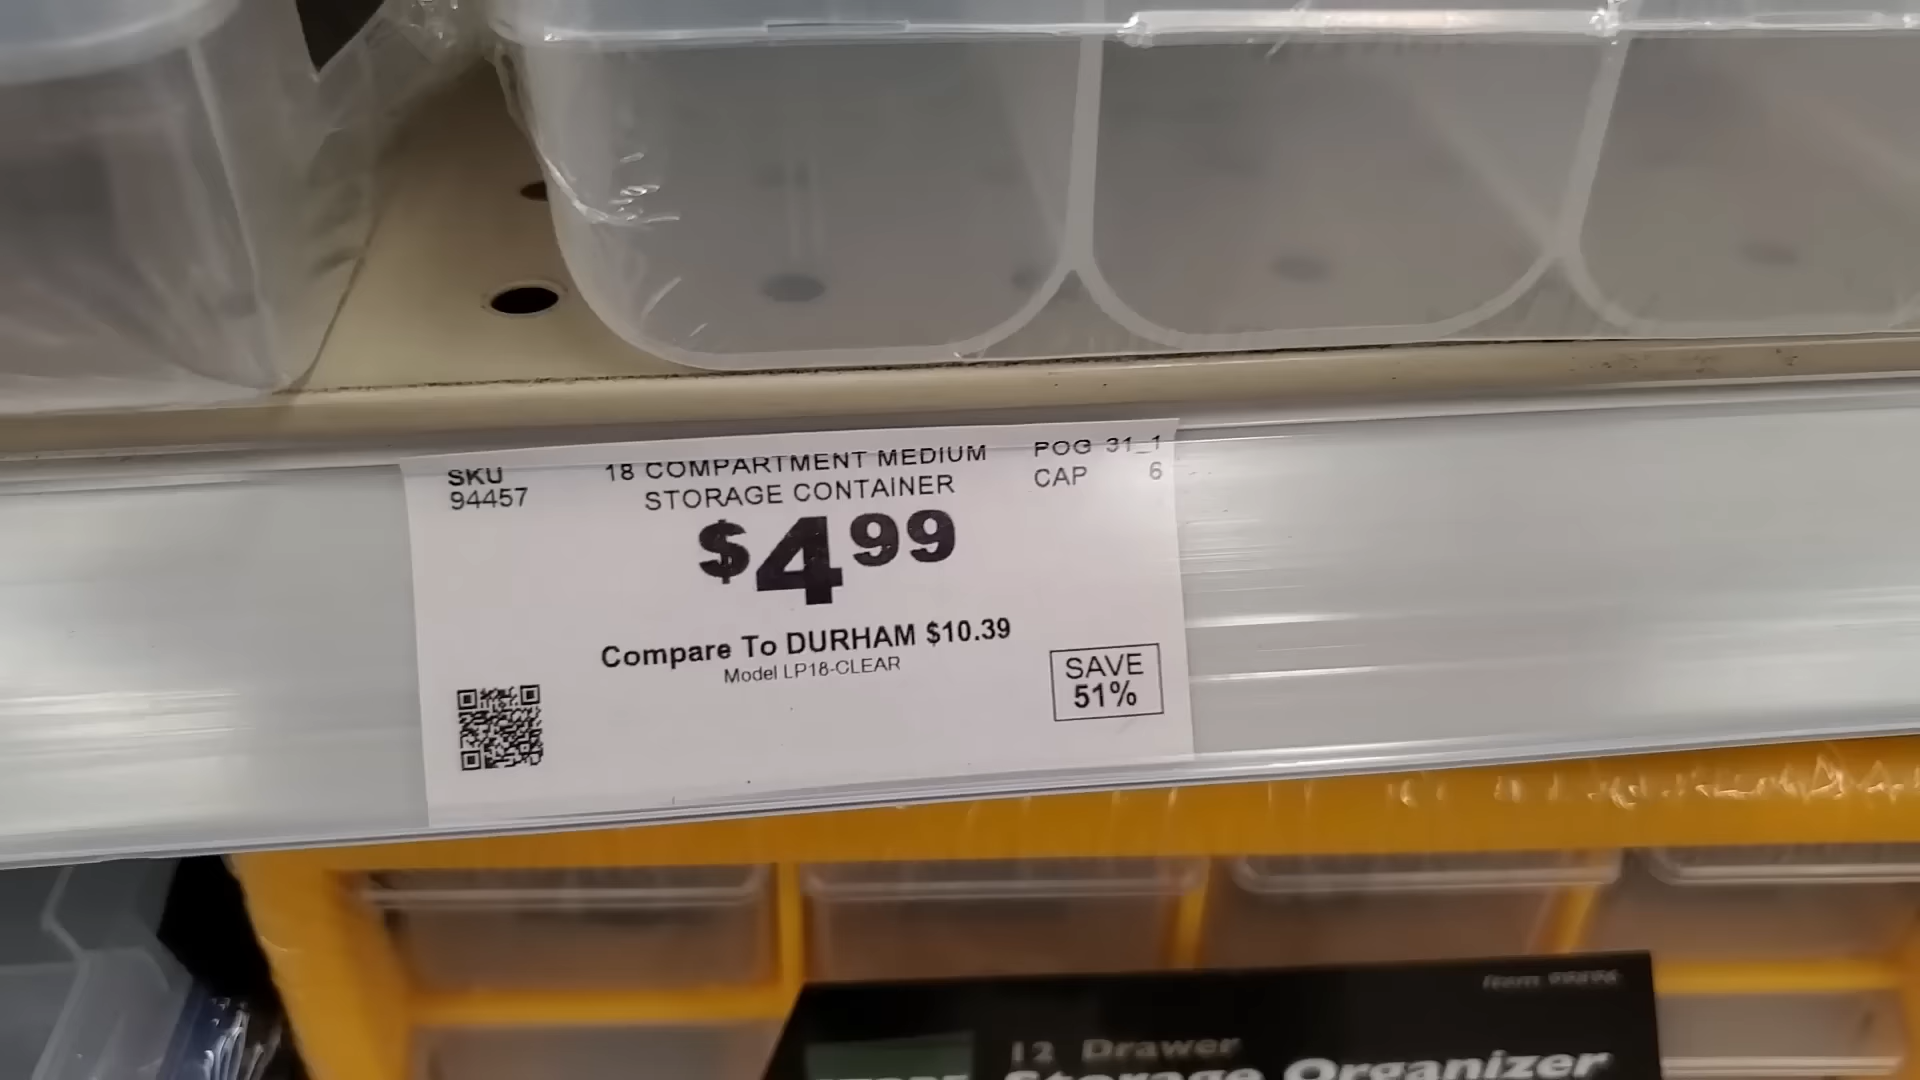 SKU
94457
18 COMPARTMENT MEDIUM
STORAGE CONTAINER
POG 31_1
CAP 6
$4.99
Compare To DURHAM $10.39
Model LP18-CLEAR
SAVE
51%
12 Drawer
Storage Organizer